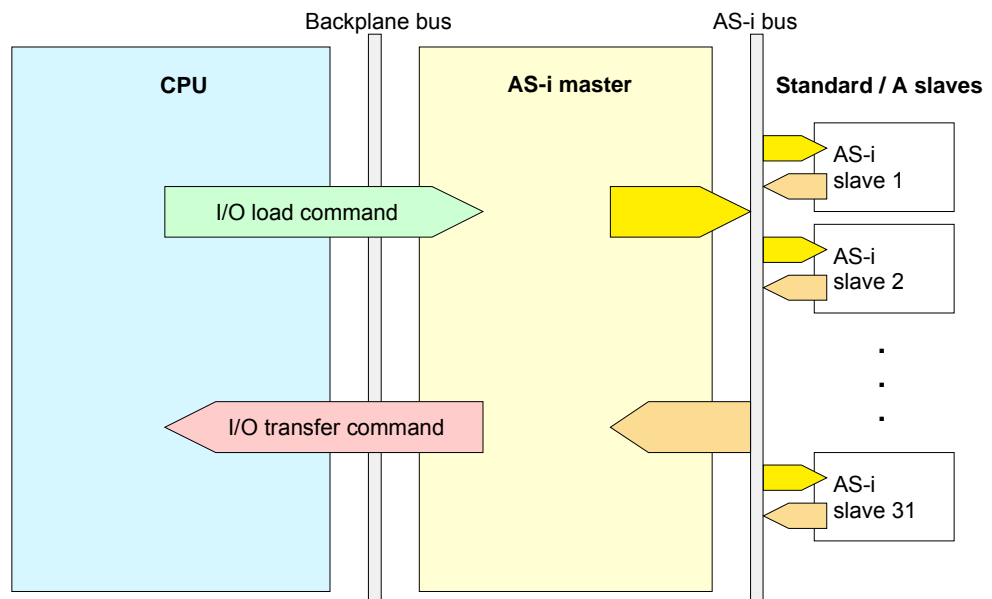 Backplane bus
AS-i bus
CPU
AS-i master
Standard / A slaves
AS-i
slave 1
I/O load command
AS-i
slave 2
.
.
.
I/O transfer command
AS-i
slave 31